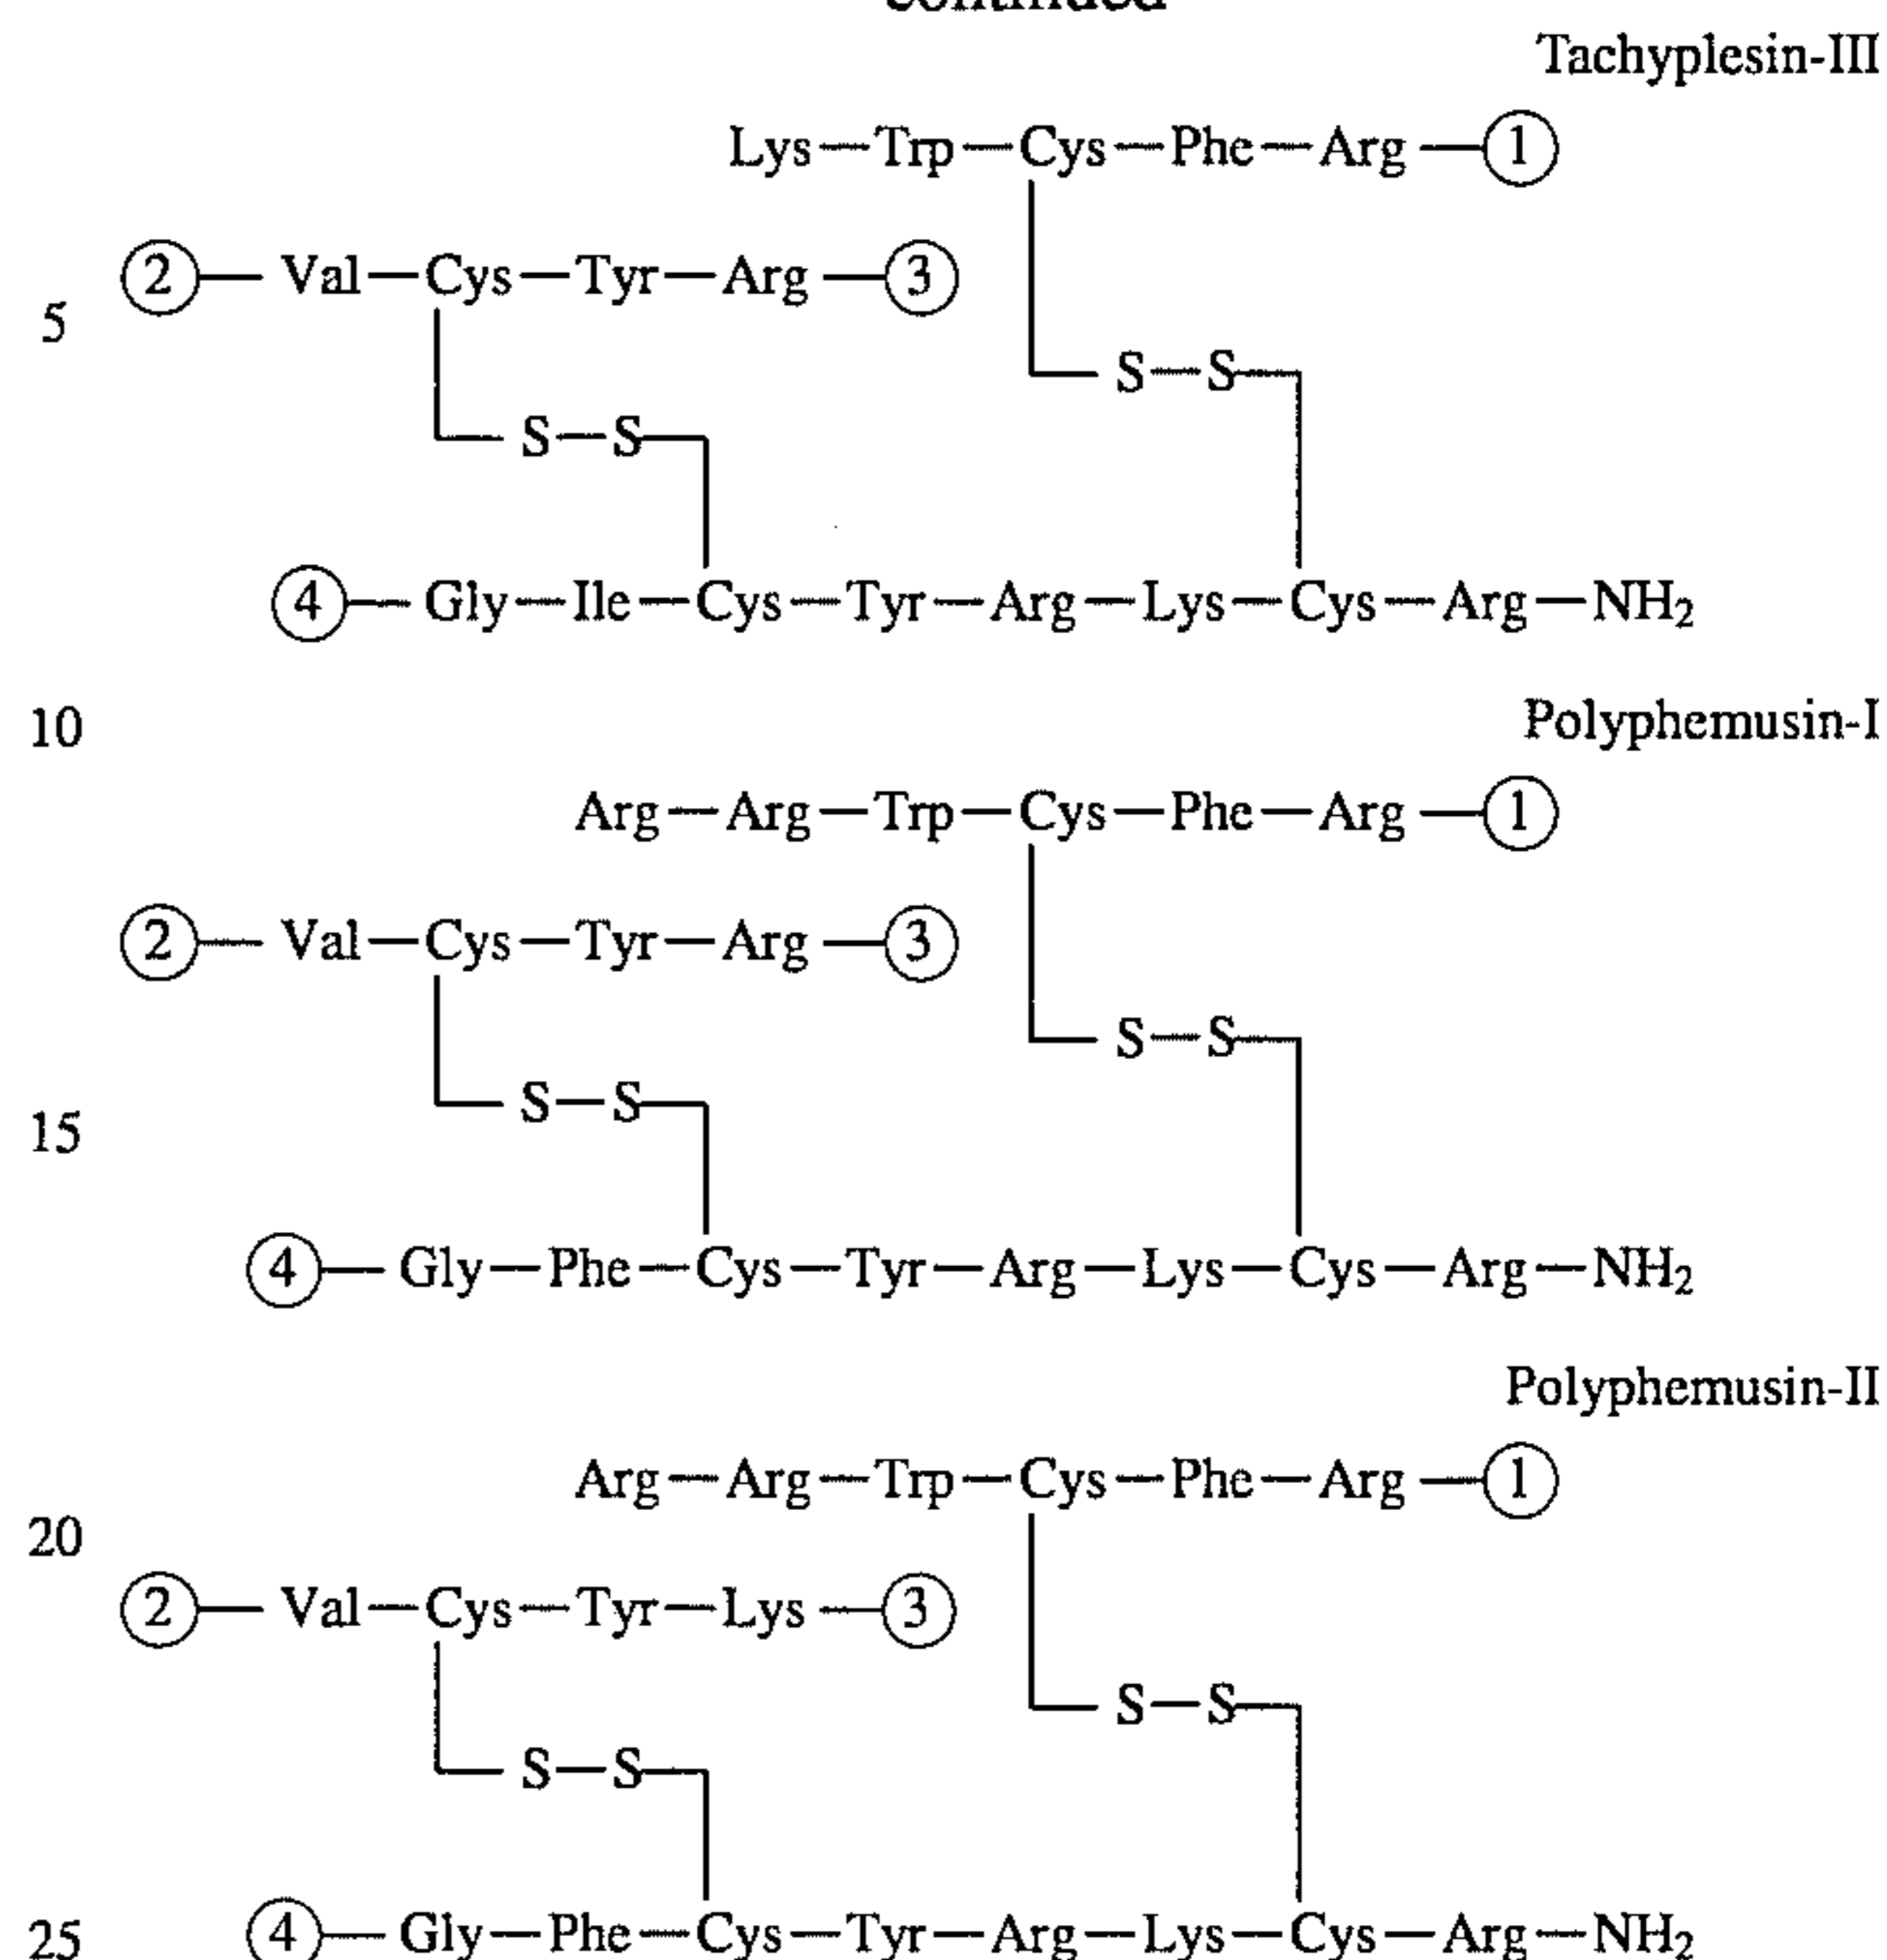 continued
Tachyplesin-III
Lys—Trp—Cys—Phe—Arg—①
②—Val—Cys—Tyr—Arg—③
5
S—S
S—S
④—Gly—Ile—Cys—Tyr—Arg—Lys—Cys—Arg—NH₂
10
Polyphemusin-I
Arg—Arg—Trp—Cys—Phe—Arg—①
②—Val—Cys—Tyr—Arg—③
S—S
15
S—S
④—Gly—Phe—Cys—Tyr—Arg—Lys—Cys—Arg—NH₂
Polyphemusin-II
Arg—Arg—Trp—Cys—Phe—Arg—①
20
②—Val—Cys—Tyr—Lys—③
S—S
S—S
25
④—Gly—Phe—Cys—Tyr—Arg—Lys—Cys—Arg—NH₂